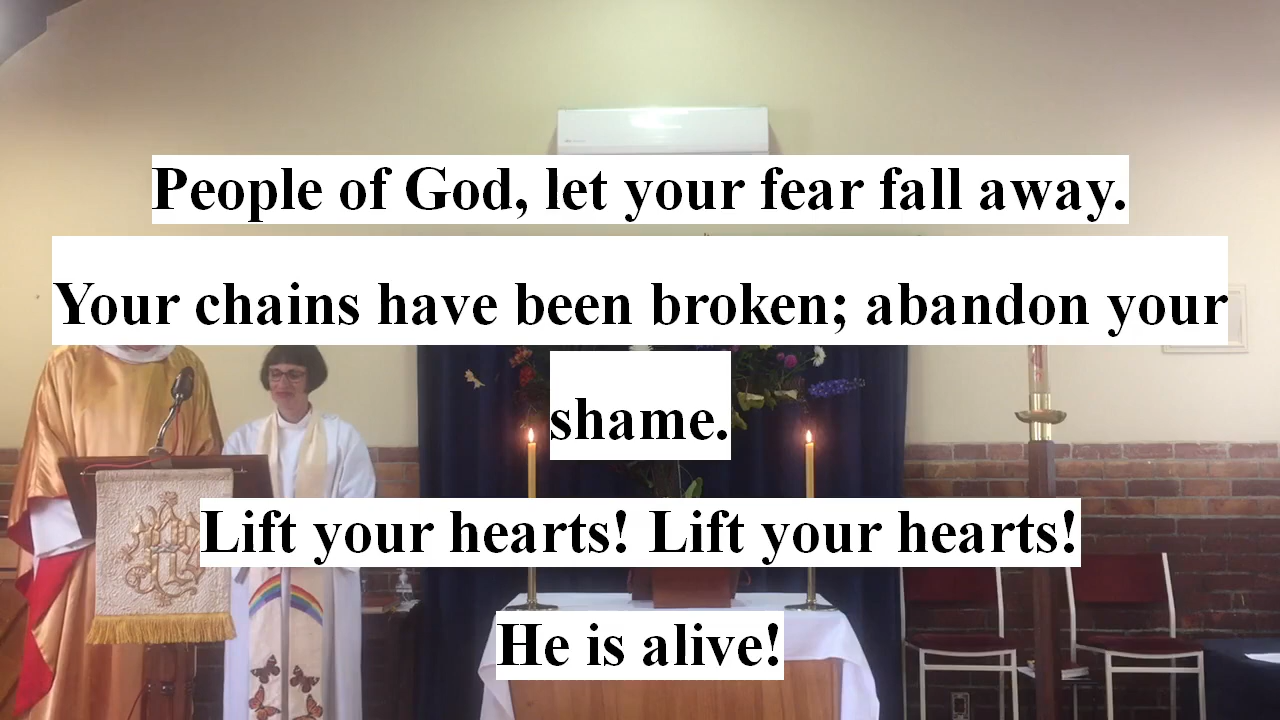 People of God, let your fear fall away.
Your chains have been broken; abandon your
shame.
Lift your hearts! Lift your hearts!
He is alive!